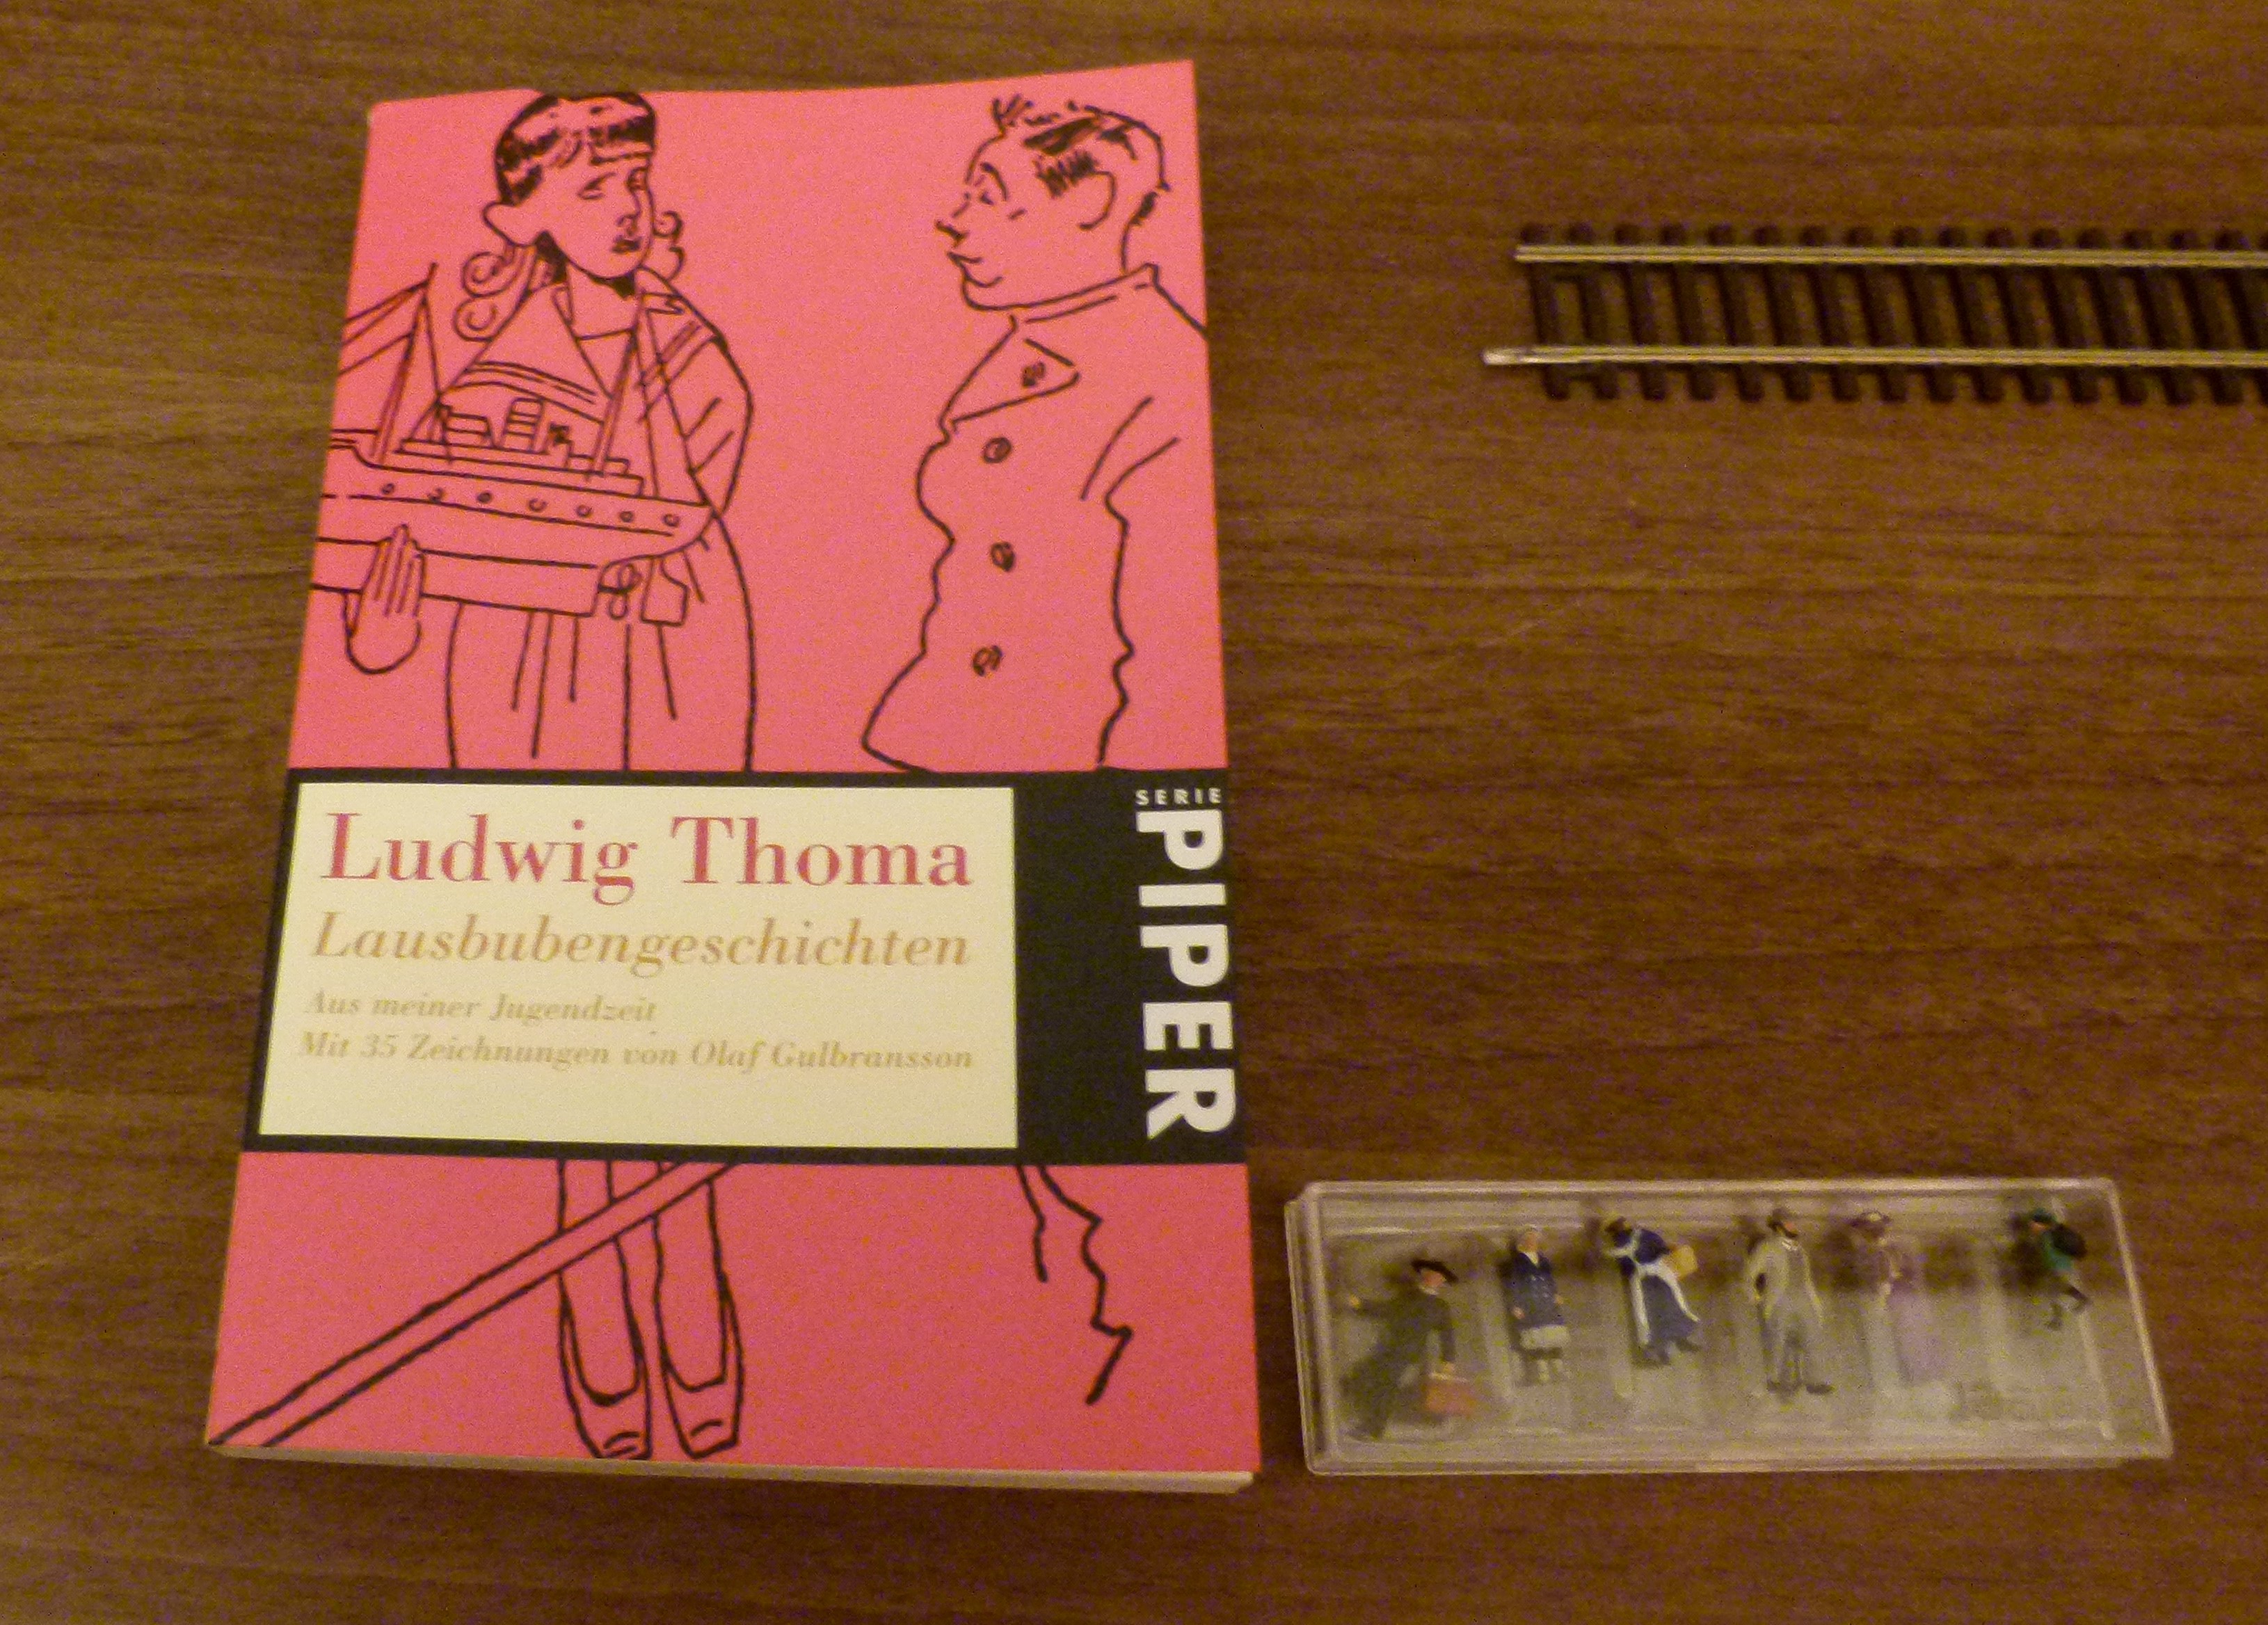 Ludwig Thoma
Lausbubengeschichten
Aus meiner Jugendzeit
Mit 35 Zeichnungen von Olaf Gulbransson
SERIE
PIPER